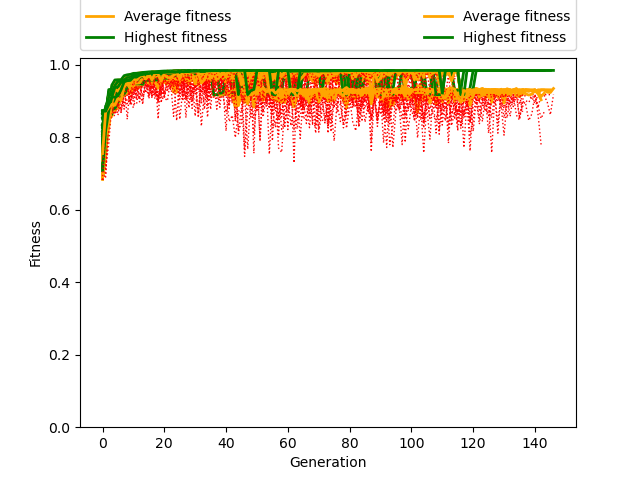 Average fitness Average fitness
Highest fitness Highest fitness
1.0
0.8
0.6
0.4
0.2
0.0
Fitness
0 20 40 60 80 100 120 140
Generation